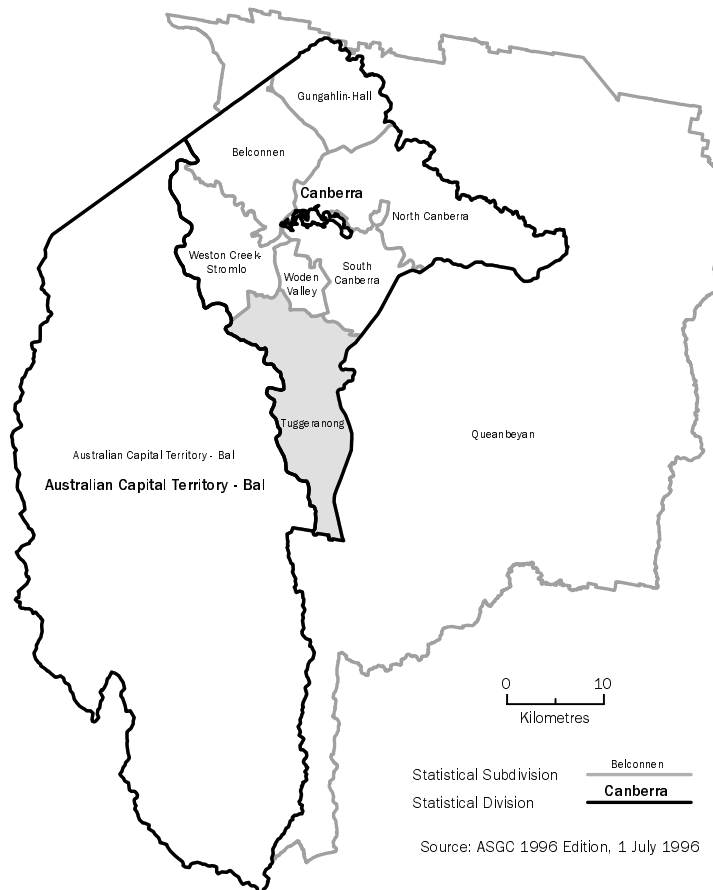 Gungahlin-Hall
Belconnen
Canberra
North Canberra
Weston Creek-
Stromlo
Woden
Valley
South
Canberra
Tuggeranong
Queanbeyan
Australian Capital Territory - Bal
Australian Capital Territory - Bal
0 10
Kilometres
Statistical Subdivision Belconnen
Statistical Division Canberra
Source: ASGC 1996 Edition, 1 July 1996